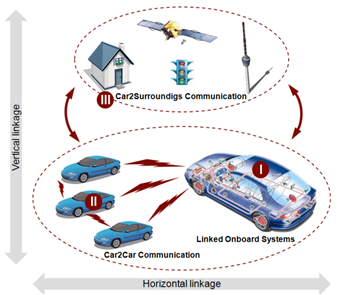 III
Car2Surroundigs Communication
Vertical linkage
I
II
Linked Onboard Systems
Car2Car Communication
Horizontal linkage